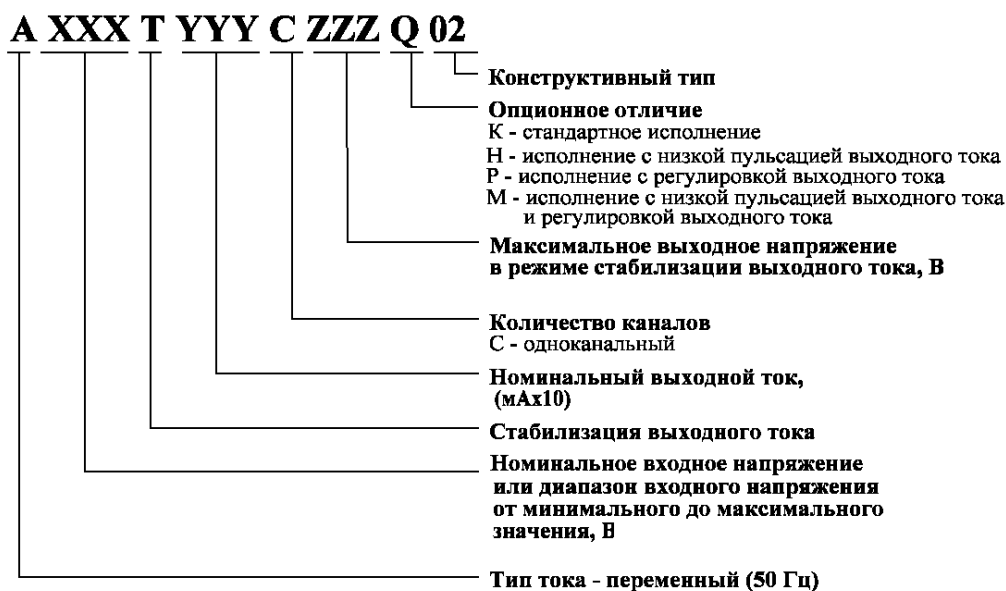 A XXX T YYY C ZZZ Q 02
Конструктивный тип
Опционное отличие
К - стандартное исполнение
Н - исполнение с низкой пульсацией выходного тока
Р - исполнение с регулировкой выходного тока
М - исполнение с низкой пульсацией выходного тока
и регулировкой выходного тока
Максимальное выходное напряжение
в режиме стабилизации выходного тока, В
Количество каналов
С - одноканальный
Номинальный выходной ток,
(мАх10)
Стабилизация выходного тока
Номинальное входное напряжение
или диапазон входного напряжения
от минимального до максимального
значения, В
Тип тока - переменный (50 Гц)